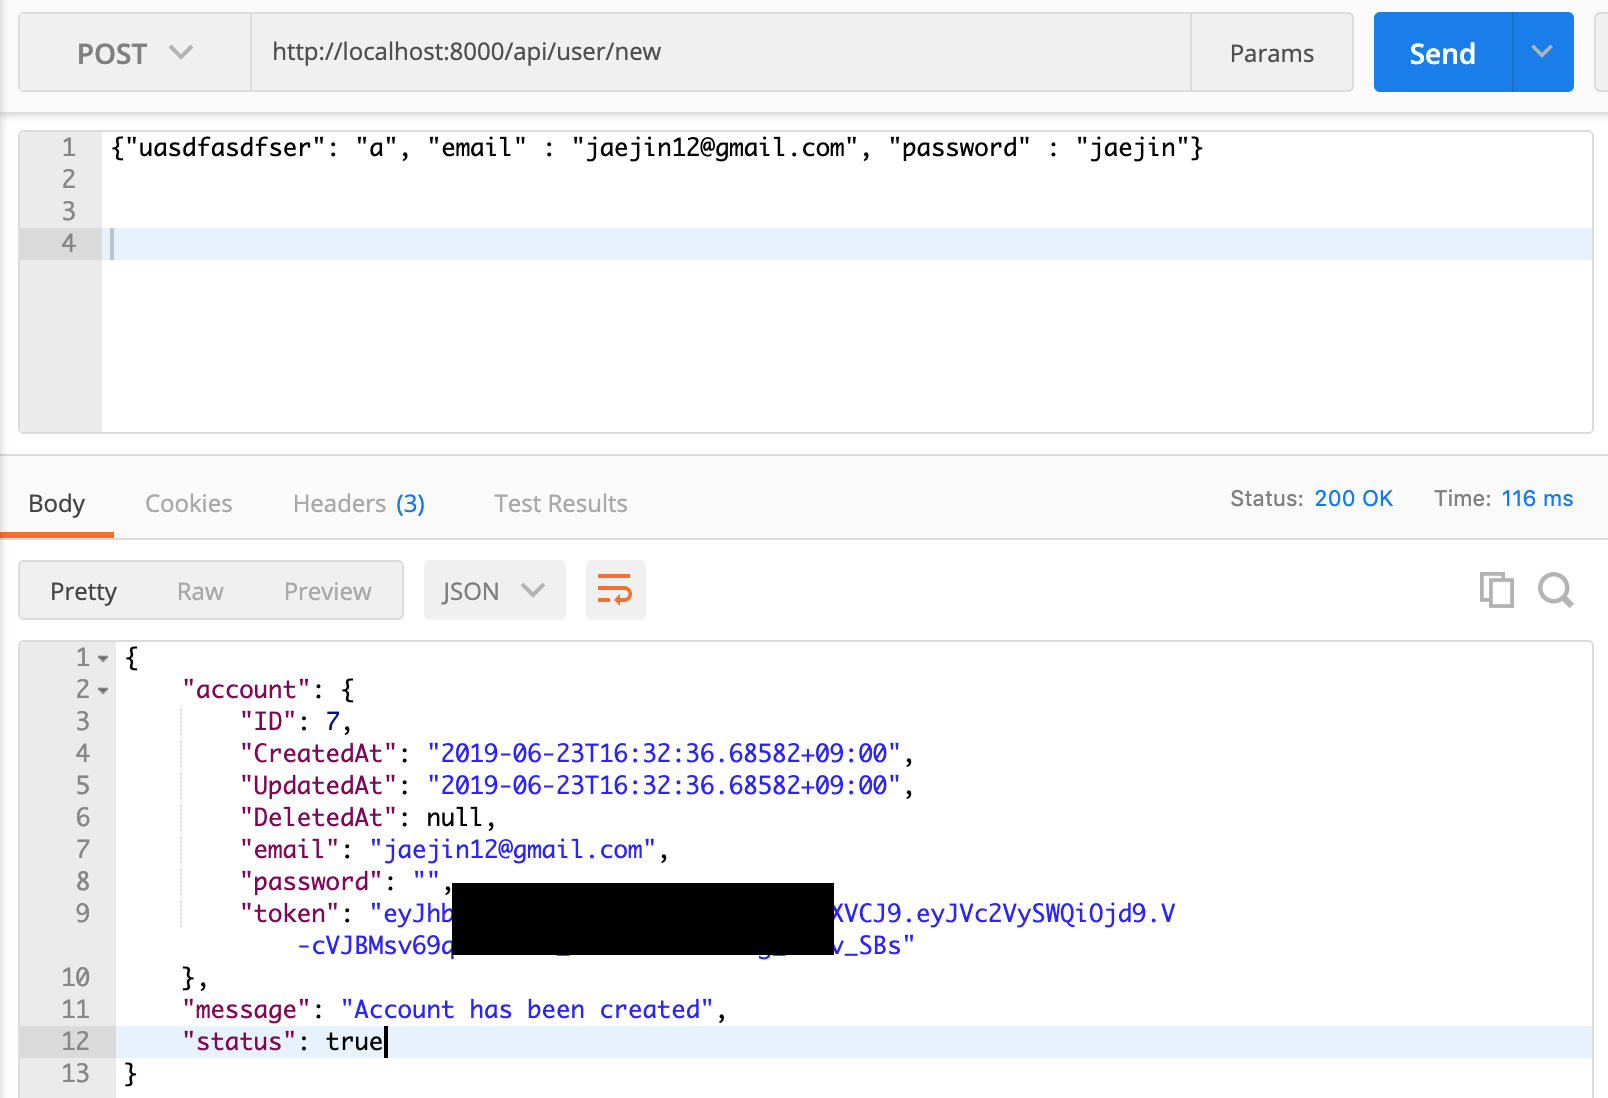 POST http://localhost:8000/api/user/new Params Send
1 {"uasdfasdfser": "a", "email" : "jaejin12@gmail.com", "password" : "jaejin"}
2
3
4
Body Cookies Headers (3) Test Results Status: 200 OK Time: 116 ms
Pretty Raw Preview JSON
1 {
2 "account": {
3 "ID": 7,
4 "CreatedAt": "2019-06-23T16:32:36.68582+09:00",
5 "UpdatedAt": "2019-06-23T16:32:36.68582+09:00",
6 "DeletedAt": null,
7 "email": "jaejin12@gmail.com",
8 "password": "",
9 "token": "eyJhb XVCJ9.eyJVc2VySWQiOjd9.V
-cVJBMsv69q v_SBs"
10 },
11 "message": "Account has been created",
12 "status": true
13 }